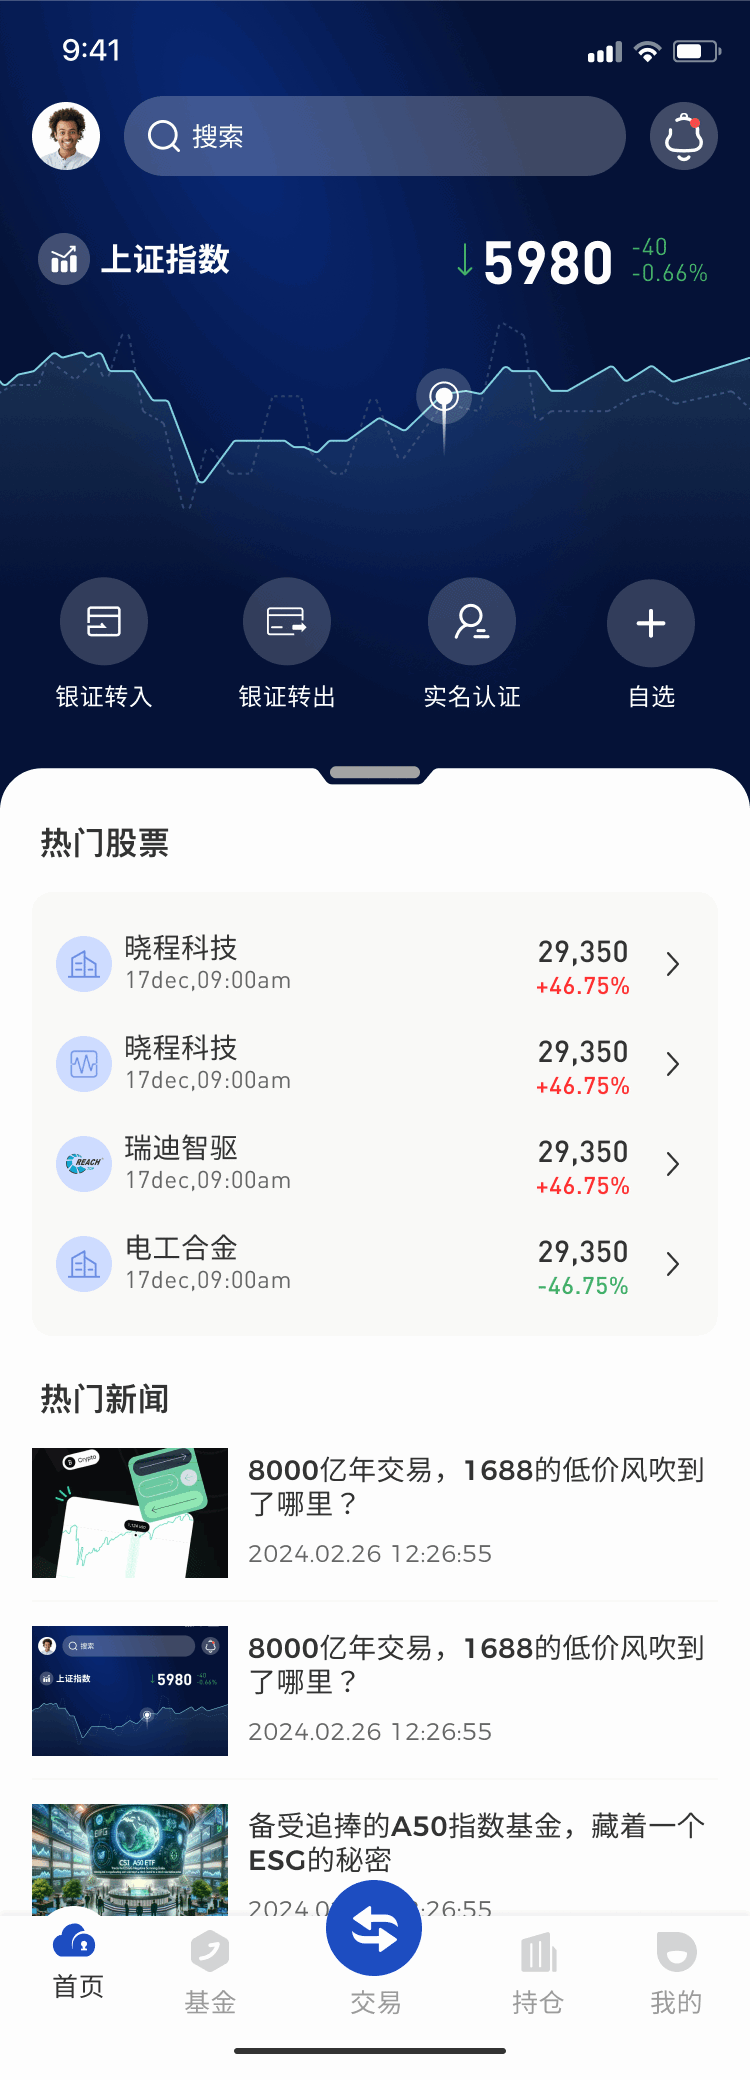 9:41
搜索
上证指数
5980
-40
-0.66%
银证转入
银证转出
实名认证
自选
热门股票
晓程科技
17dec,09:00am
29,350
+46.75%
晓程科技
17dec,09:00am
29,350
+46.75%
REACH
瑞迪智驱
17dec,09:00am
29,350
+46.75%
电工合金
17dec,09:00am
29,350
-46.75%
热门新闻
Crypto
8000亿年交易，1688的低价风吹到
了哪里？
2024.02.26 12:26:55
搜索
上证指数
5980
-40
-0.66%
8000亿年交易，1688的低价风吹到
了哪里？
2024.02.26 12:26:55
CSI A50 ETF
备受追捧的A50指数基金，藏着一个
ESG的秘密
首页
基金
交易
持仓
我的